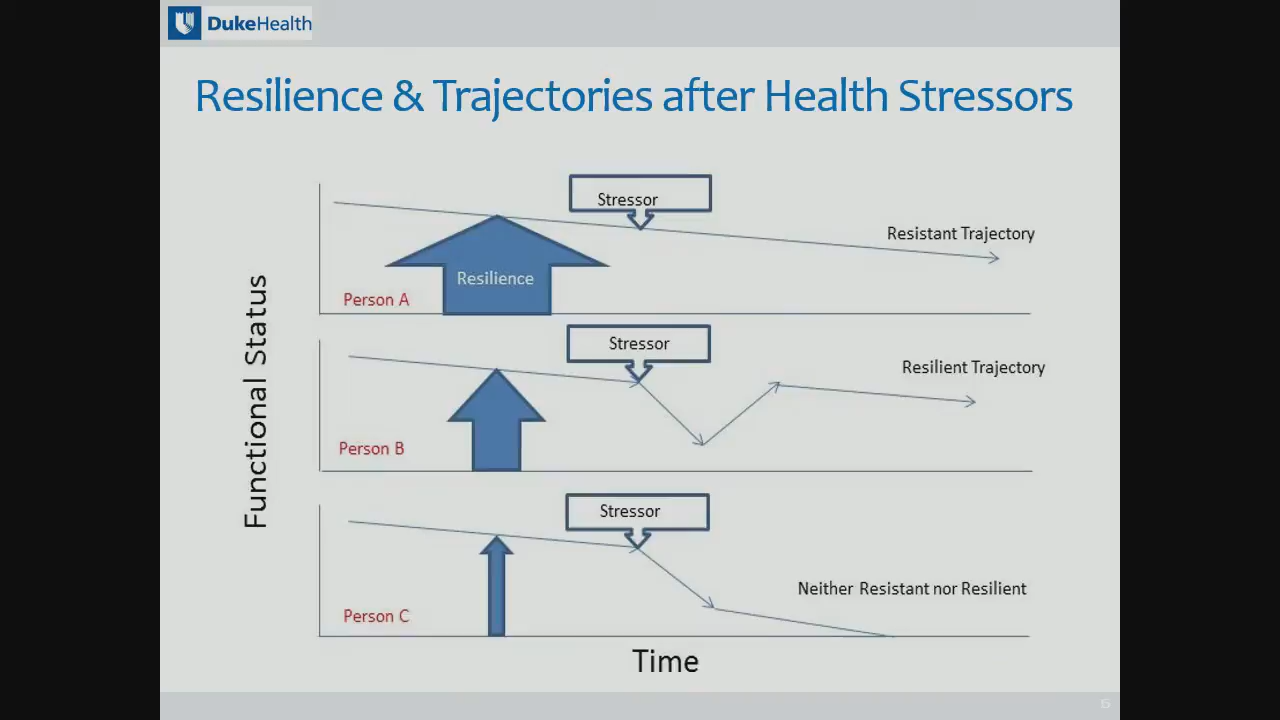 DukeHealth
Resilience & Trajectories after Health Stressors
Stressor
Resistant Trajectory
Resilience
Person A
Functional Status
Stressor
Resilient Trajectory
Person B
Stressor
Neither Resistant nor Resilient
Person C
Time
15